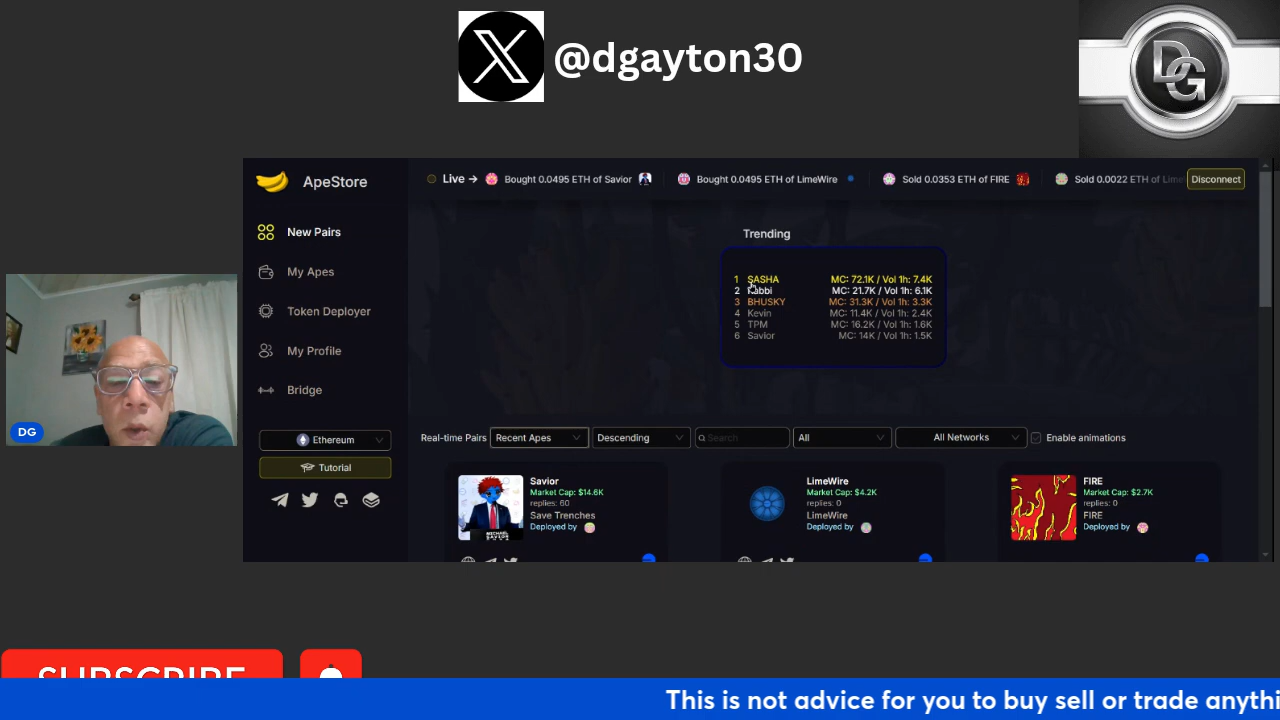 @dgayton30
DG
ApeStore
Live → Bought 0.0495 ETH of Savior Bought 0.0495 ETH of LimeWire Sold 0.0353 ETH of FIRE Sold 0.0022 ETH of Lime
Disconnect
New Pairs
My Apes
Token Deployer
My Profile
Bridge
Ethereum
Tutorial
Trending
1 SASHA MC: 72.1K / Vol 1h: 7.4K
2 MC: 21.7K / Vol 1h: 6.1K
3 BHUSKY MC: 31.3K / Vol 1h: 3.3K
4 Kevin MC: 11.4K / Vol 1h: 2.4K
5 TPM MC: 16.2K / Vol 1h: 1.6K
6 Savior MC: 14K / Vol 1h: 1.5K
DG
Real-time Pairs Recent Apes Descending Search All All Networks Enable animations
Savior
Market Cap: $14.6K
replies: 60
Save Trenches
Deployed by
LimeWire
Market Cap: $4.2K
replies: 0
LimeWire
Deployed by
FIRE
Market Cap: $2.7K
replies: 0
FIRE
Deployed by
SUBSCRIBE
This is not advice for you to buy sell or trade anythi